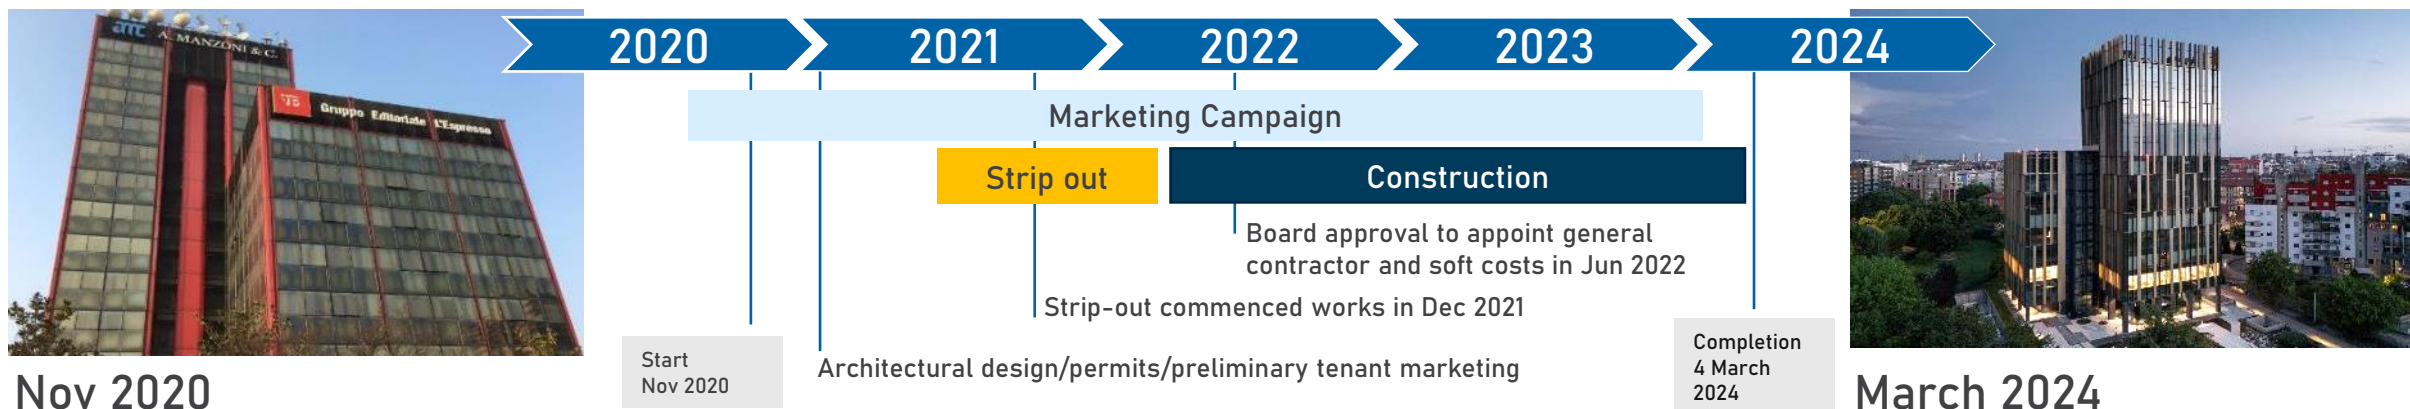 aTC
A. MANZONI & C.
Gruppo Editoriale L'Espresso
2020
2021
2022
2023
2024
Marketing Campaign
Strip out
Construction
Board approval to appoint general
contractor and soft costs in Jun 2022
Strip-out commenced works in Dec 2021
Start
Nov 2020
Architectural design/permits/preliminary tenant marketing
Completion
4 March
2024
Nov 2020
March 2024